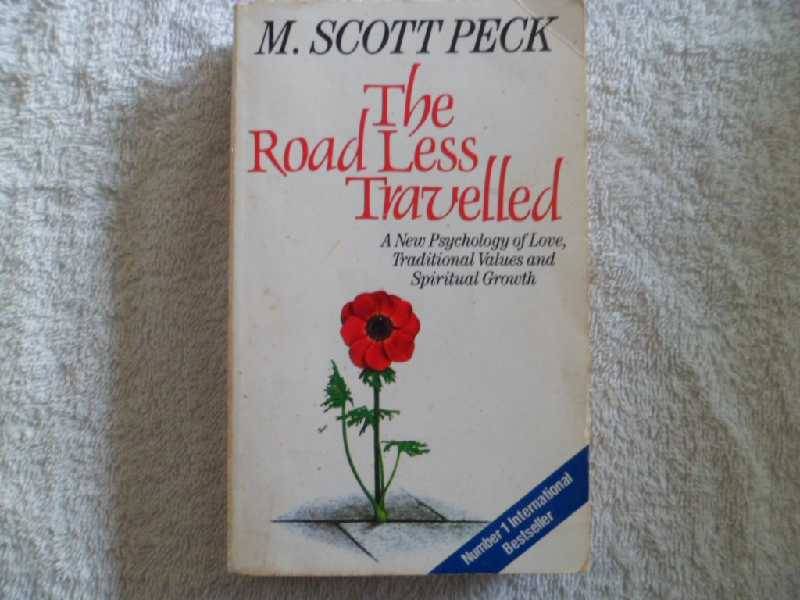 M. SCOTT PECK
The
Road Less
Travelled
A New Psychology of Love,
Traditional Values and
Spiritual Growth
Number 1 International
Bestseller